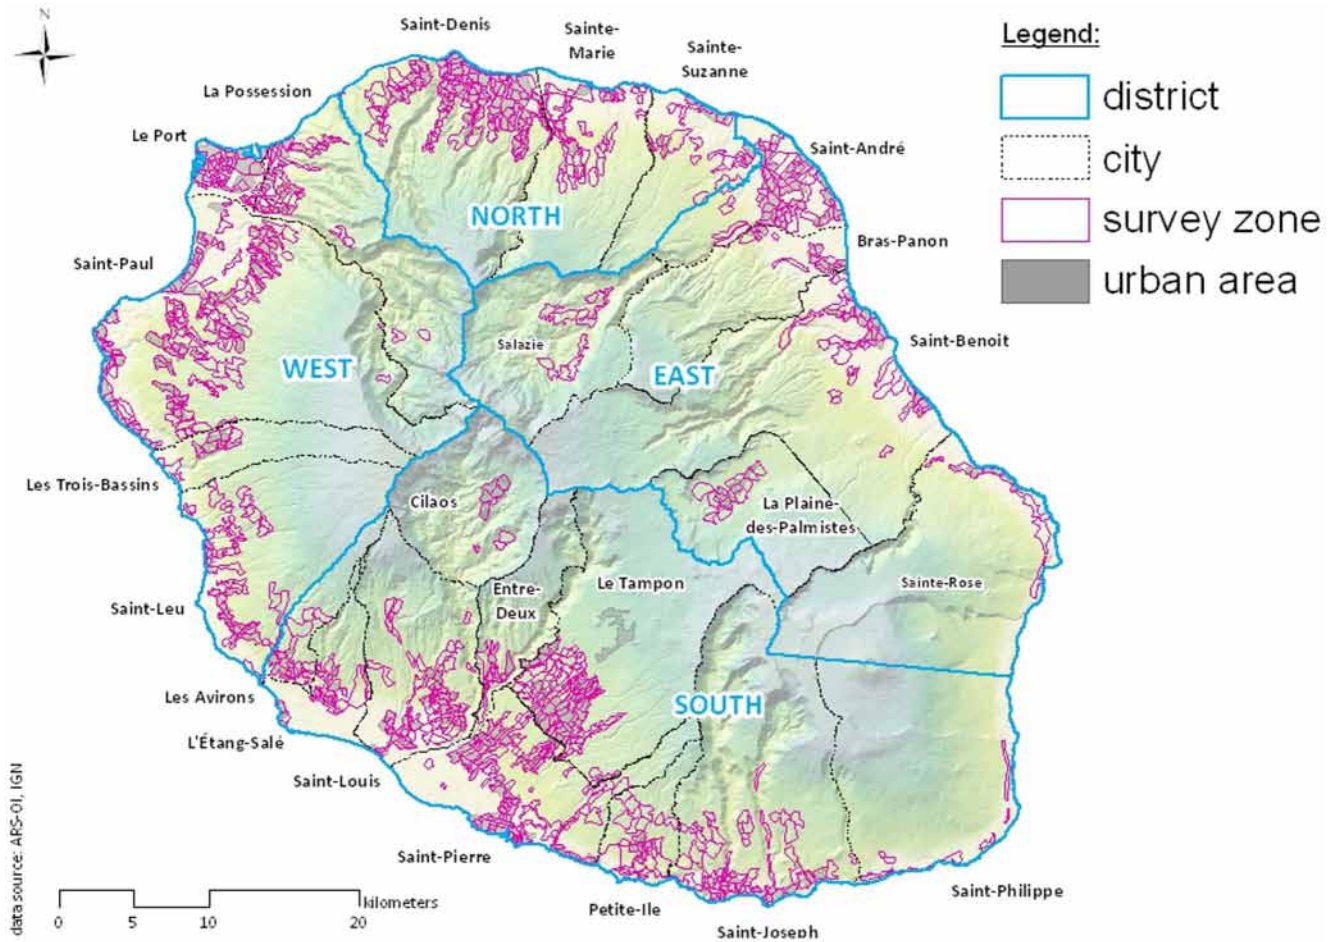 N
Saint-Denis
Sainte-
Marie
Sainte-
Suzanne
La Possession
Le Port
Saint-André
NORTH
Bras-Panon
Saint-Paul
Saint-Benoit
Salazie
WEST
EAST
Les Trois-Bassins
Cilaos
La Plaine-
des-Palmistes
Entre-
Deux
Le Tampon
Sainte-Rose
Saint-Leu
Les Avirons
SOUTH
L'Étang-Salé
Saint-Louis
Saint-Pierre
Petite-Ile
Saint-Joseph
Saint-Philippe
Legend:
district
city
survey zone
urban area
data source: ARS-OI, IGN
kilometers
0 5 10 20